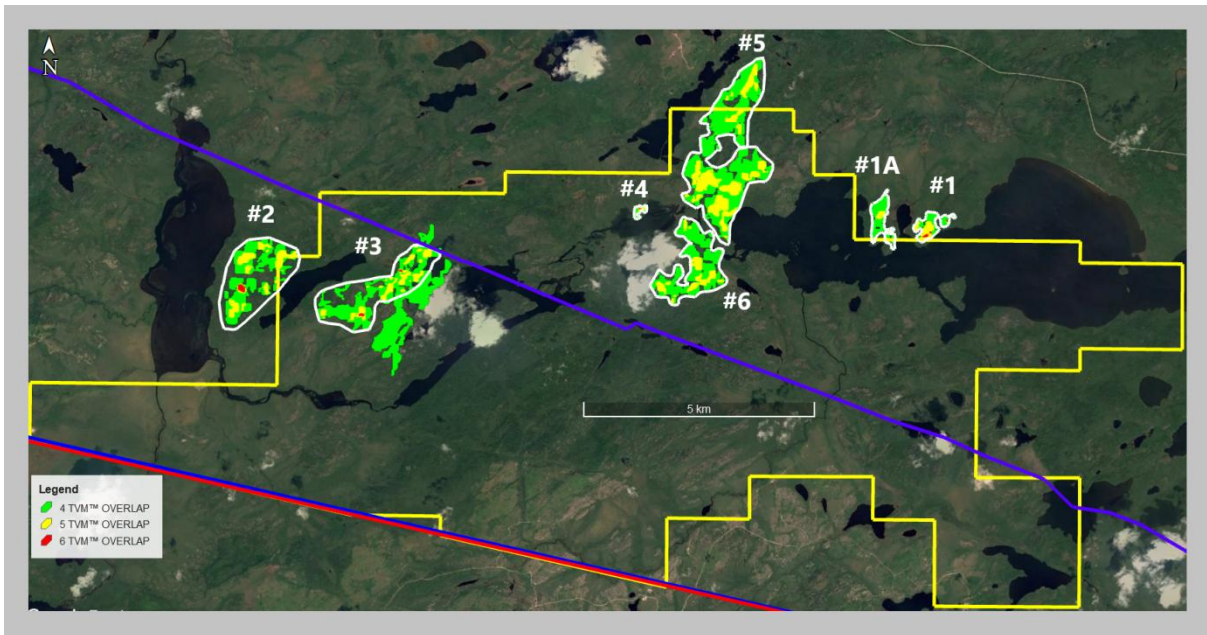 #5
N
#1A
#1
#4
#2
#3
#6
5 km
Legend
4 TVM™ OVERLAP
5 TVM™ OVERLAP
6 TVM™ OVERLAP